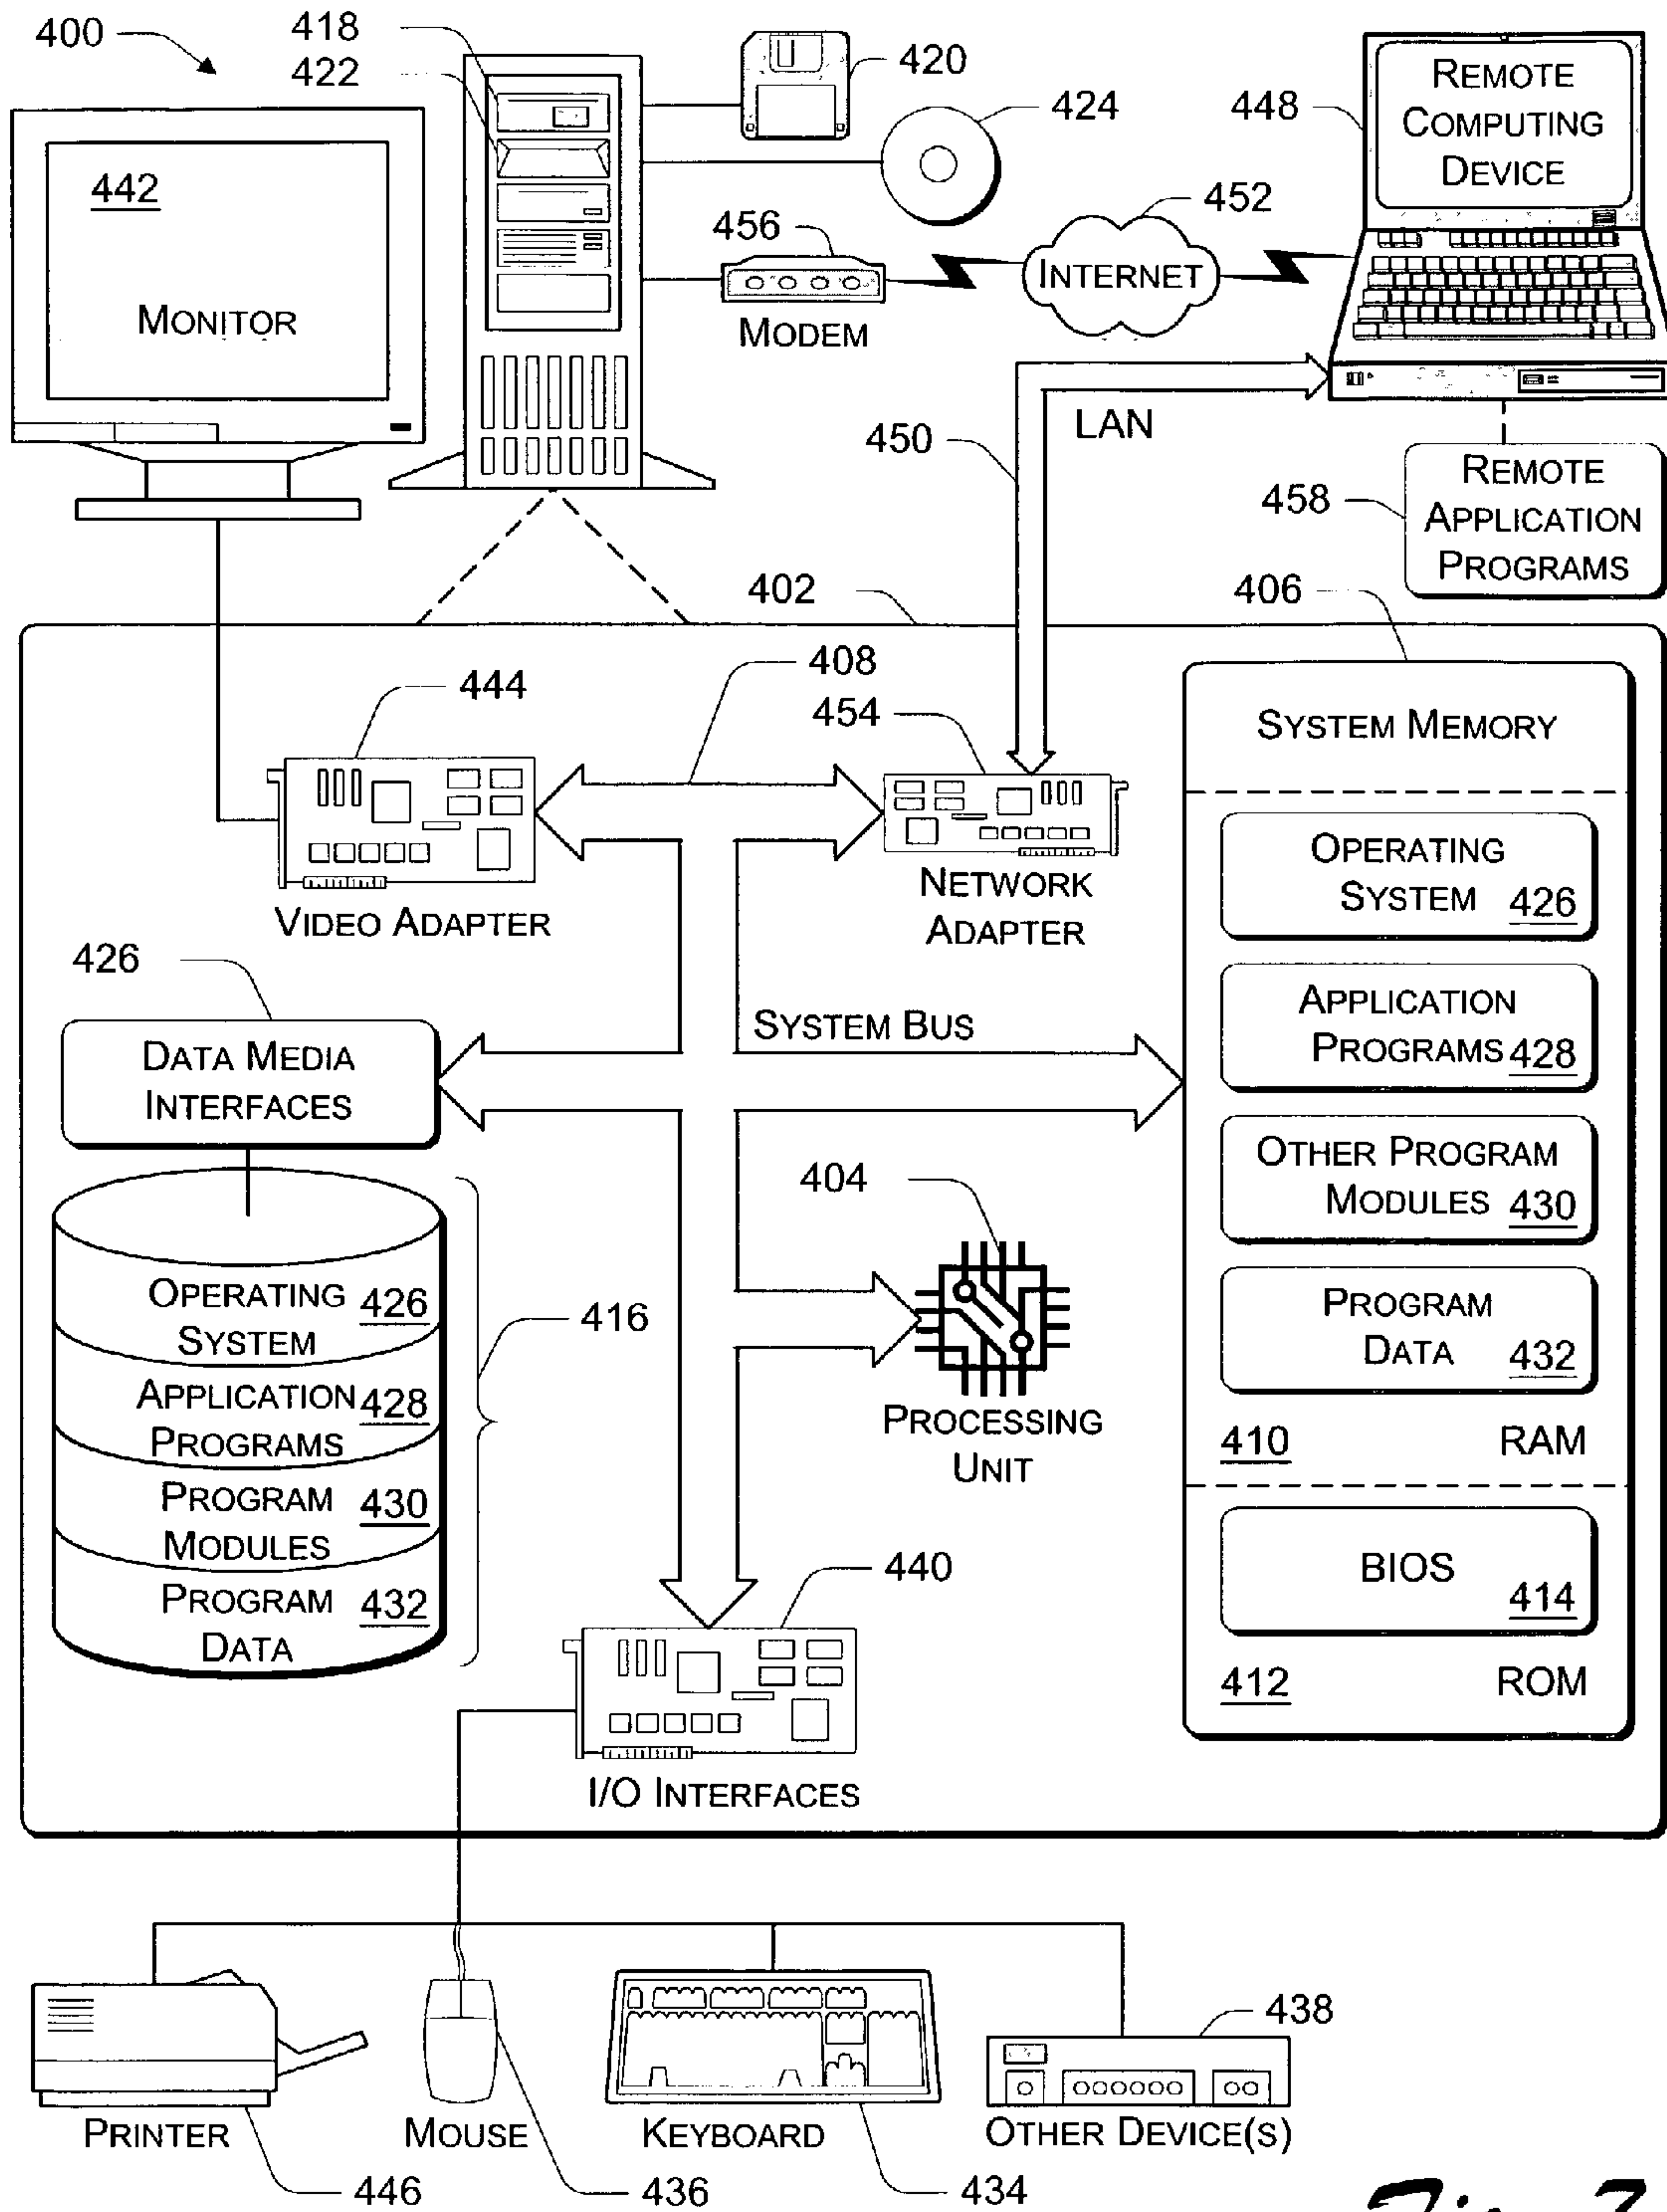 400
418
422
420
424
448
REMOTE
COMPUTING
DEVICE
442
MONITOR
456
MODEM
452
INTERNET
450
LAN
458
REMOTE
APPLICATION
PROGRAMS
402
406
408
444
454
VIDEO ADAPTER
NETWORK
ADAPTER
SYSTEM MEMORY
OPERATING
SYSTEM 426
APPLICATION
PROGRAMS 428
OTHER PROGRAM
MODULES 430
PROGRAM
DATA 432
410 RAM
BIOS
414
412 ROM
426
DATA MEDIA
INTERFACES
SYSTEM BUS
404
PROCESSING
UNIT
OPERATING 426
SYSTEM
APPLICATION 428
PROGRAMS
PROGRAM 430
MODULES
PROGRAM 432
DATA
416
440
I/O INTERFACES
PRINTER
446
MOUSE
436
KEYBOARD
434
438
OTHER DEVICE(S)
Fig. 7